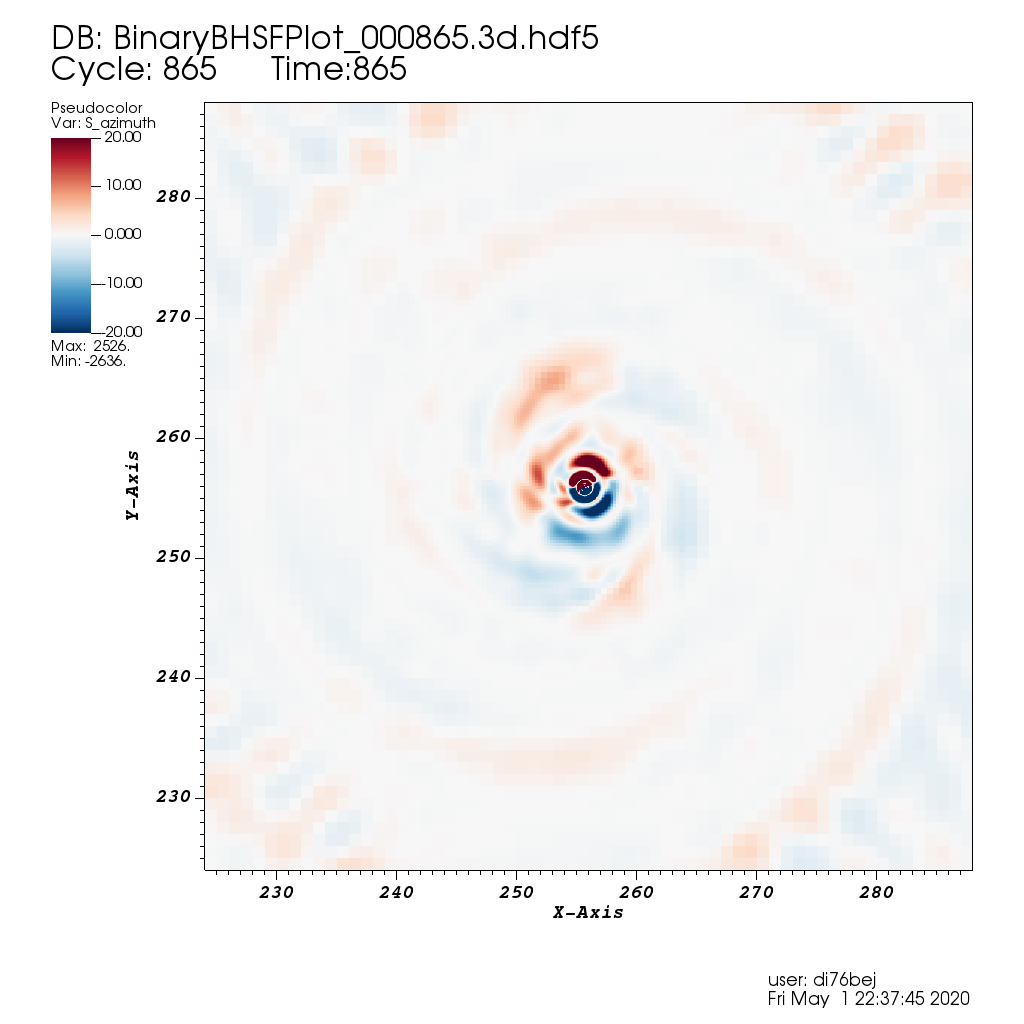 DB: BinaryBHSFPlot_000865.3d.hdf5
Cycle: 865 Time:865
Pseudocolor
Var: S_azimuth
20.00
10.00
0.000
-10.00
-20.00
Max: 2526.
Min: -2636.
280
270
260
250
240
230
Y-Axis
230 240 250 260 270 280
X-Axis
user: di76bej
Fri May 1 22:37:45 2020